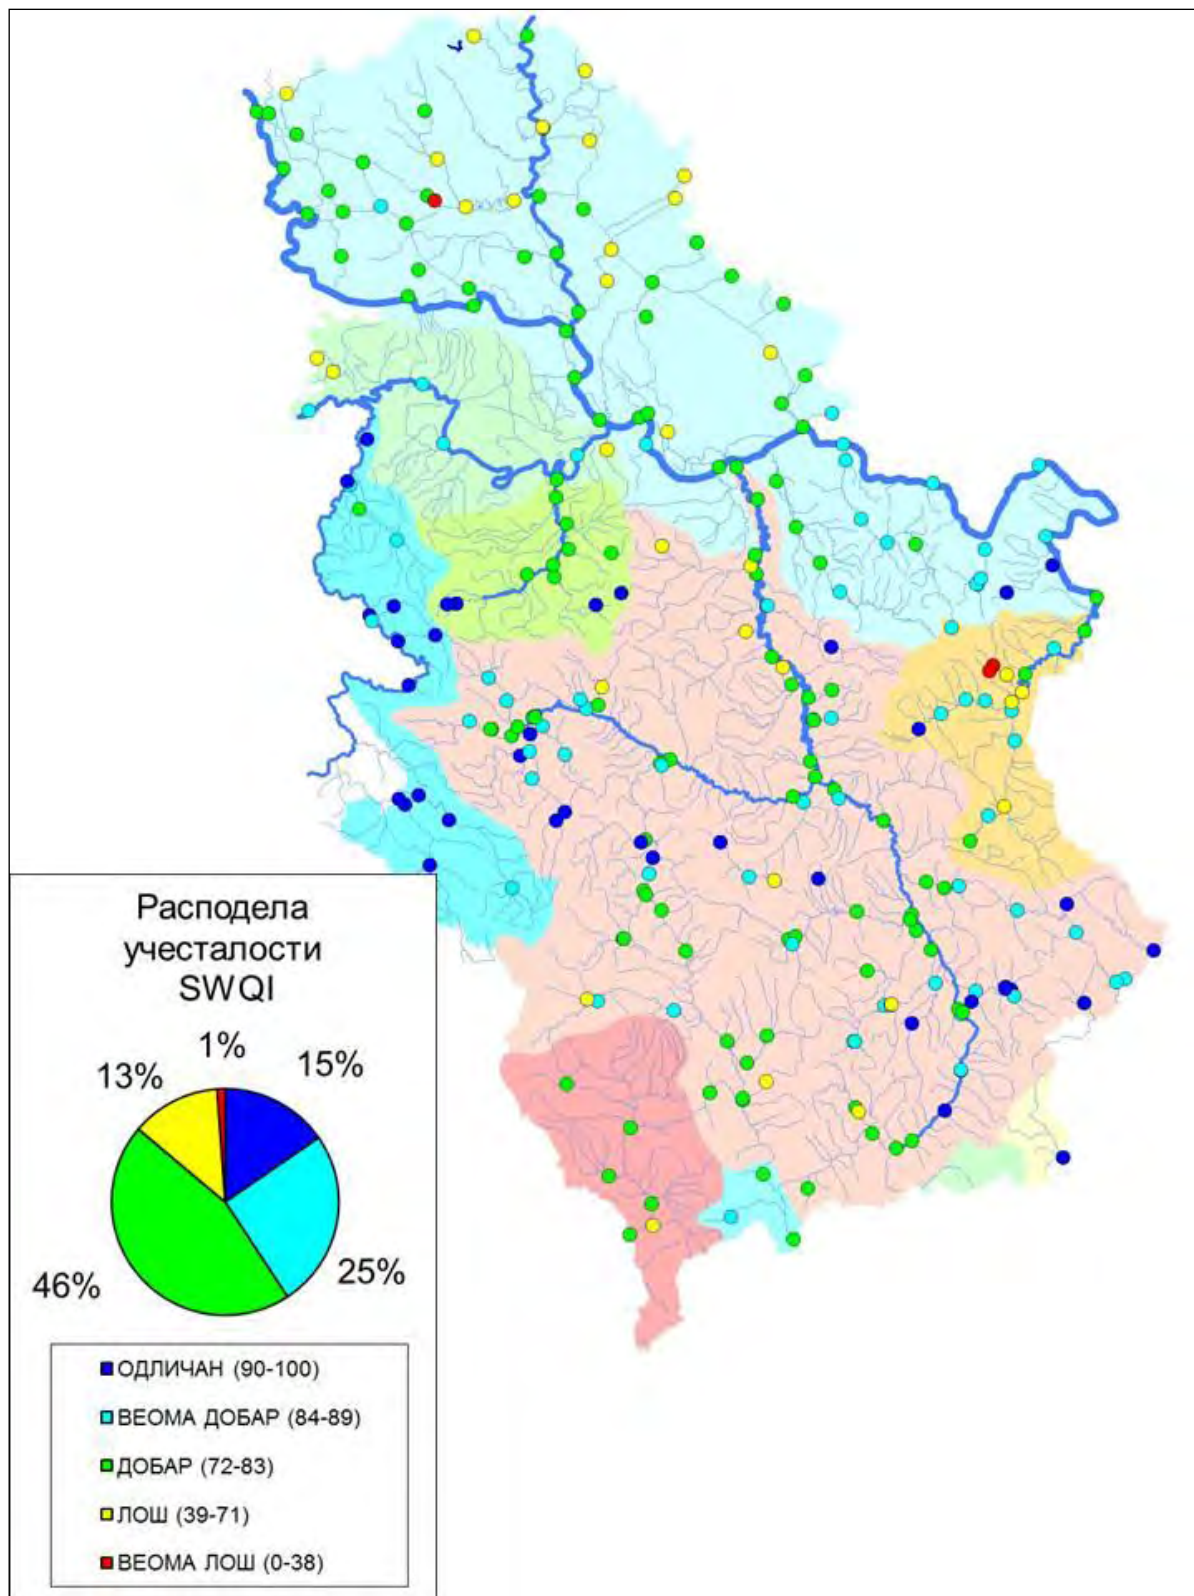 Расподела
учесталости
SWQI
1%
15%
13%
46%
25%
ОДЛИЧАН (90-100)
ВЕОМА ДОБАР (84-89)
ДОБАР (72-83)
ЛОШ (39-71)
ВЕОМА ЛОШ (0-38)